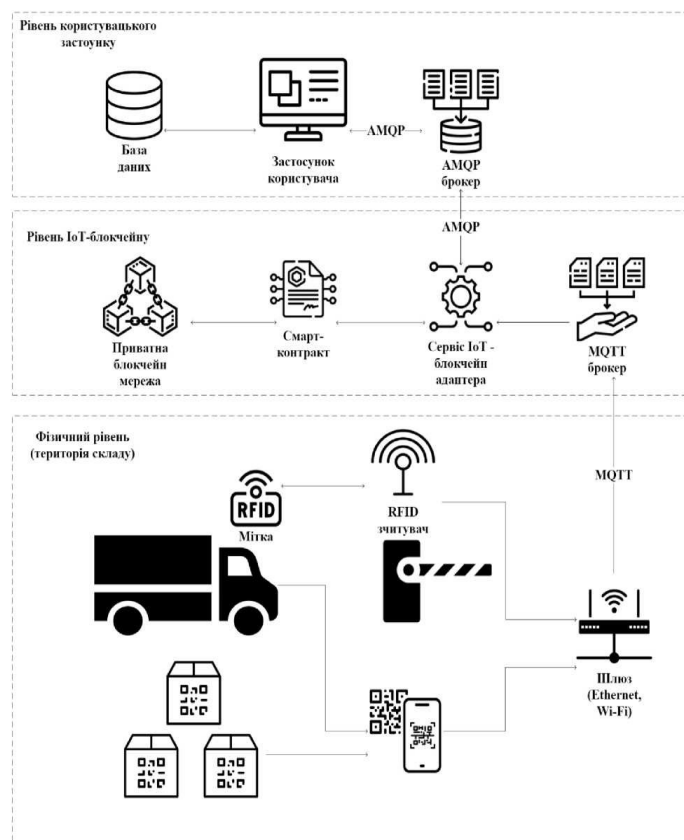 Рівень користувацького
застоунку
База
даних
Застосунок
користувача
AMQP
AMQP
брокер
AMQP
Рівень IoT-блокчейну
Приватна
блокчейн
мережа
Смарт-
контракт
Сервіс IoT -
блокчейн
адаптера
MQTT
брокер
Фізичний рівень
(територія складу)
MQTT
RFID
Мітка
RFID
зчитувач
Шлюз
(Ethernet,
Wi-Fi)